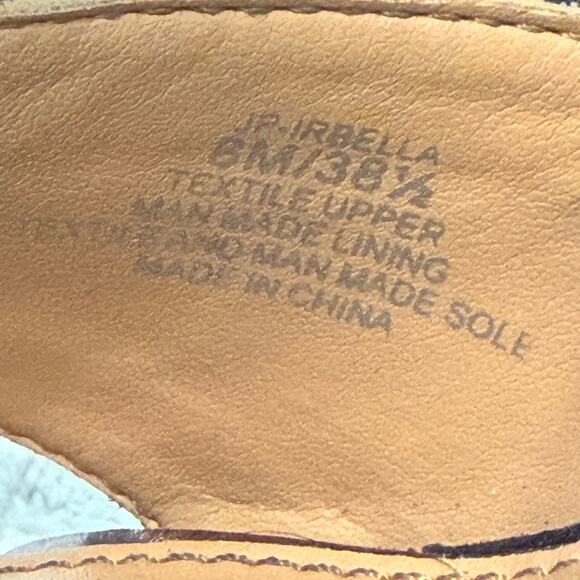 JP-IRBELLA
8M/38½
TEXTILE UPPER
MAN MADE LINING
TEXTILE AND MAN MADE SOLE
MADE IN CHINA